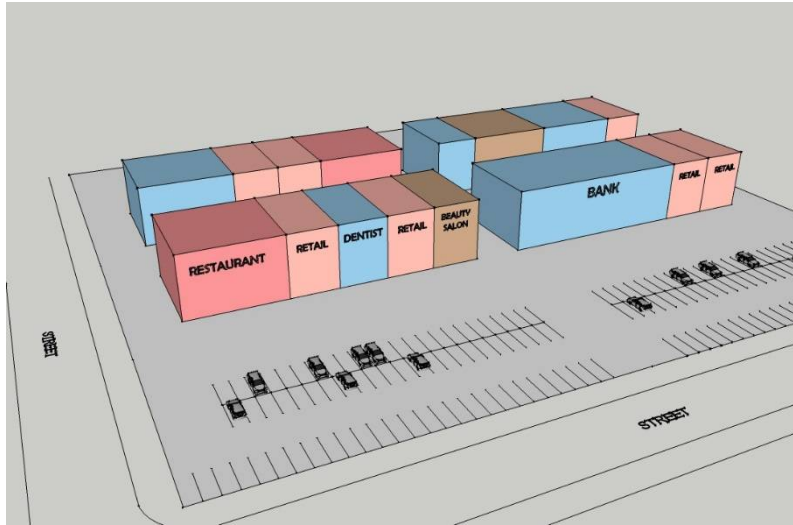 RESTAURANT
RETAIL
DENTIST
RETAIL
BEAUTY
SALON
BANK
RETAIL
RETAIL
STREET
STREET